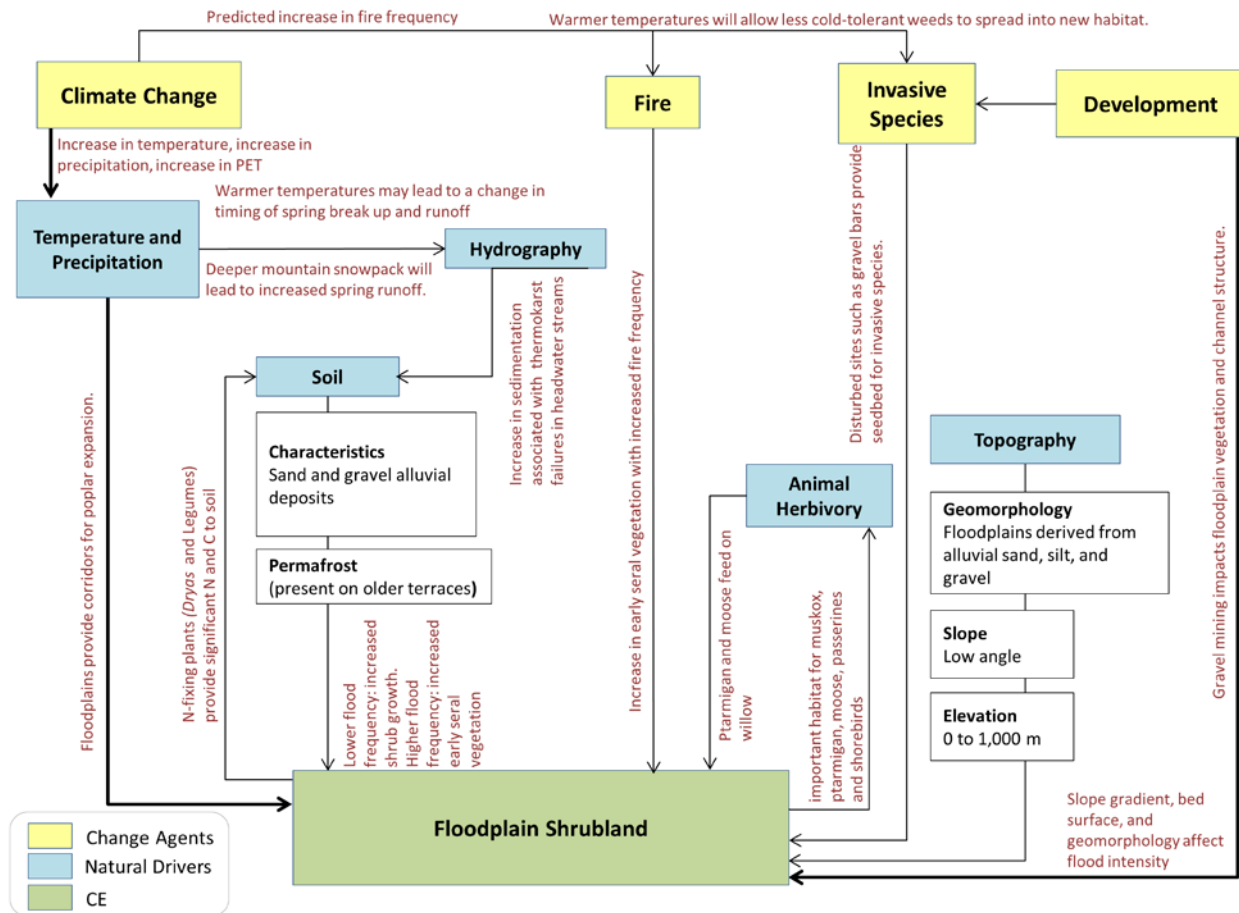 Predicted increase in fire frequency
Warmer temperatures will allow less cold-tolerant weeds to spread into new habitat.
Climate Change
Fire
Invasive
Species
Development
Increase in temperature, increase in
precipitation, increase in PET
Warmer temperatures may lead to a change in
timing of spring break up and runoff
Temperature and
Precipitation
Hydrography
Deeper mountain snowpack will
lead to increased spring runoff.
Increase in sedimentation
associated with thermokarst
failures in headwater streams
Increase in early seral vegetation with increased fire frequency
Disturbed sites such as gravel bars provide
seedbed for invasive species.
Gravel mining impacts floodplain vegetation and channel structure.
Soil
Characteristics
Sand and gravel alluvial
deposits
Permafrost
(present on older terraces)
Floodplains provide corridors for poplar expansion.
N-fixing plants (Dryas and Legumes)
provide significant N and C to soil
Lower flood
frequency: increased
shrub growth.
Higher flood
frequency: increased
early seral
vegetation
Animal
Herbivory
Ptarmigan and moose feed on
willow
important habitat for muskox,
ptarmigan, moose, passerines
and shorebirds
Topography
Geomorphology
Floodplains derived from
alluvial sand, silt, and
gravel
Slope
Low angle
Elevation
0 to 1,000 m
Floodplain Shrubland
Slope gradient, bed
surface, and
geomorphology affect
flood intensity
Change Agents
Natural Drivers
CE